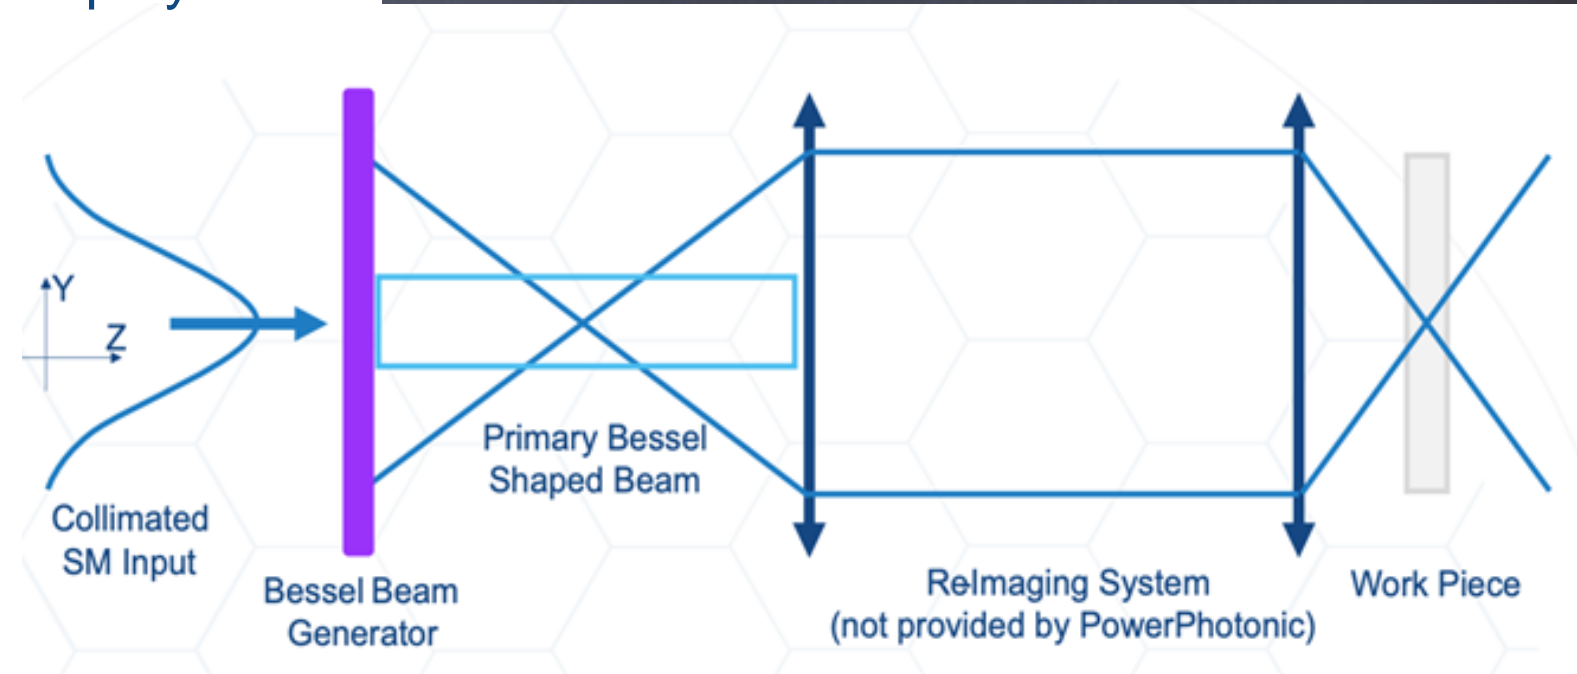 Y
Z
Primary Bessel
Shaped Beam
Collimated
SM Input
Bessel Beam
Generator
ReImaging System
(not provided by PowerPhotonic)
Work Piece